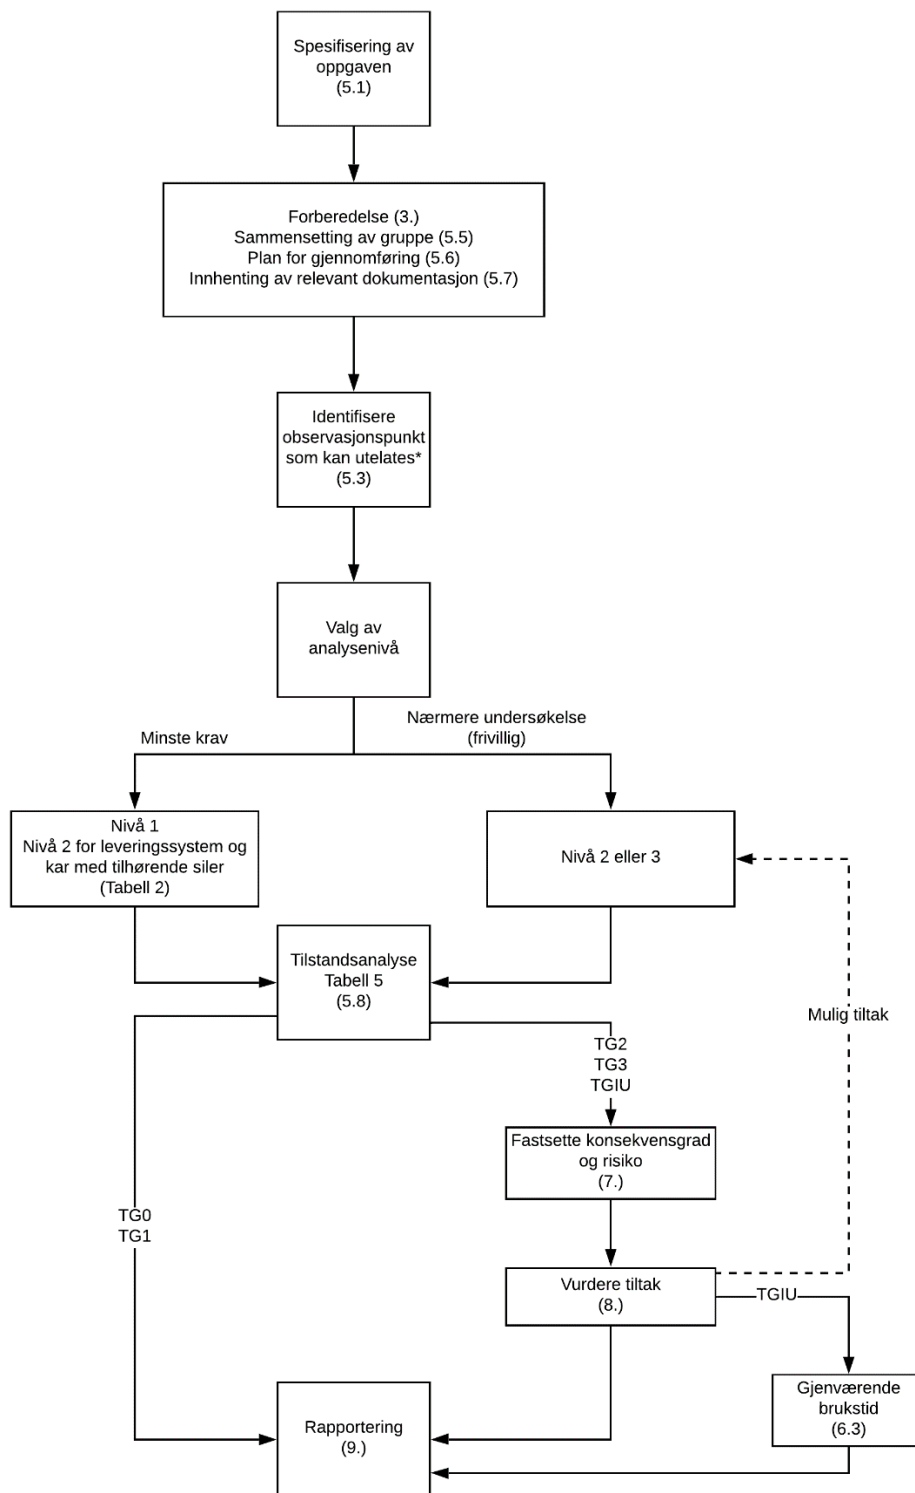 Spesifisering av
oppgaven
(5.1)
Forberedelse (3.)
Sammensetting av gruppe (5.5)
Plan for gjennomføring (5.6)
Innhenting av relevant dokumentasjon (5.7)
Identifisere
observasjonspunkt
som kan utelates*
(5.3)
Valg av
analysenivå
Minste krav
Nærmere undersøkelse
(frivillig)
Nivå 1
Nivå 2 for leveringssystem og
kar med tilhørende siler
(Tabell 2)
Nivå 2 eller 3
Tilstandsanalyse
Tabell 5
(5.8)
Mulig tiltak
TG2
TG3
TGIU
Fastsette konsekvensgrad
og risiko
(7.)
TG0
TG1
Vurdere tiltak
(8.)
TGIU
Gjenværende
brukstid
(6.3)
Rapportering
(9.)